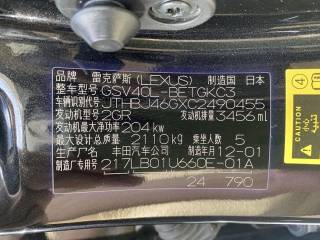 品牌 雷克萨斯(LEXUS) 制造国 日本
整车型号 GSV40L-BETGKC3
车辆识别代号 JTHBJ46GXC2490455
发动机型号 2GR 发动机排量 3456 ml
发动机最大净功率 204 kw
最大设计总质量 2110 kg 乘坐人数 5
生产厂名 丰田汽车公司 制造年月 12-01
制造厂专用号 217LB01U660E-01A
24 790
CAUTION